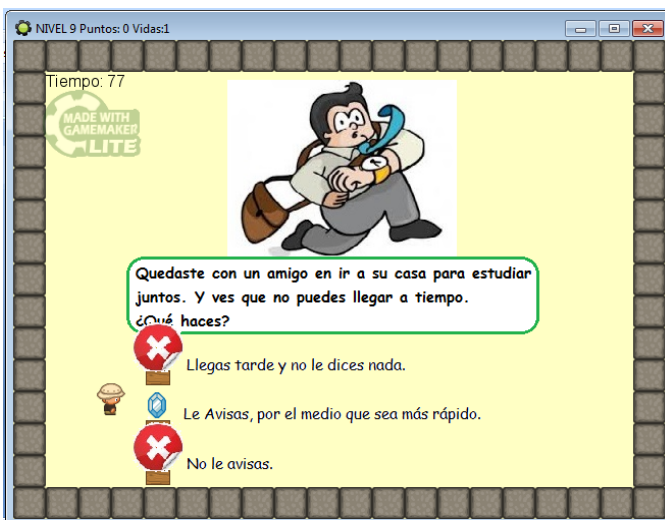 NIVEL 9 Puntos: 0 Vidas:1
Tiempo: 77
MADE WITH
GAMEMAKER
LITE
Quedaste con un amigo en ir a su casa para estudiar
juntos. Y ves que no puedes llegar a tiempo.
¿Qué haces?
Llegas tarde y no le dices nada.
Le Avisas, por el medio que sea más rápido.
No le avisas.